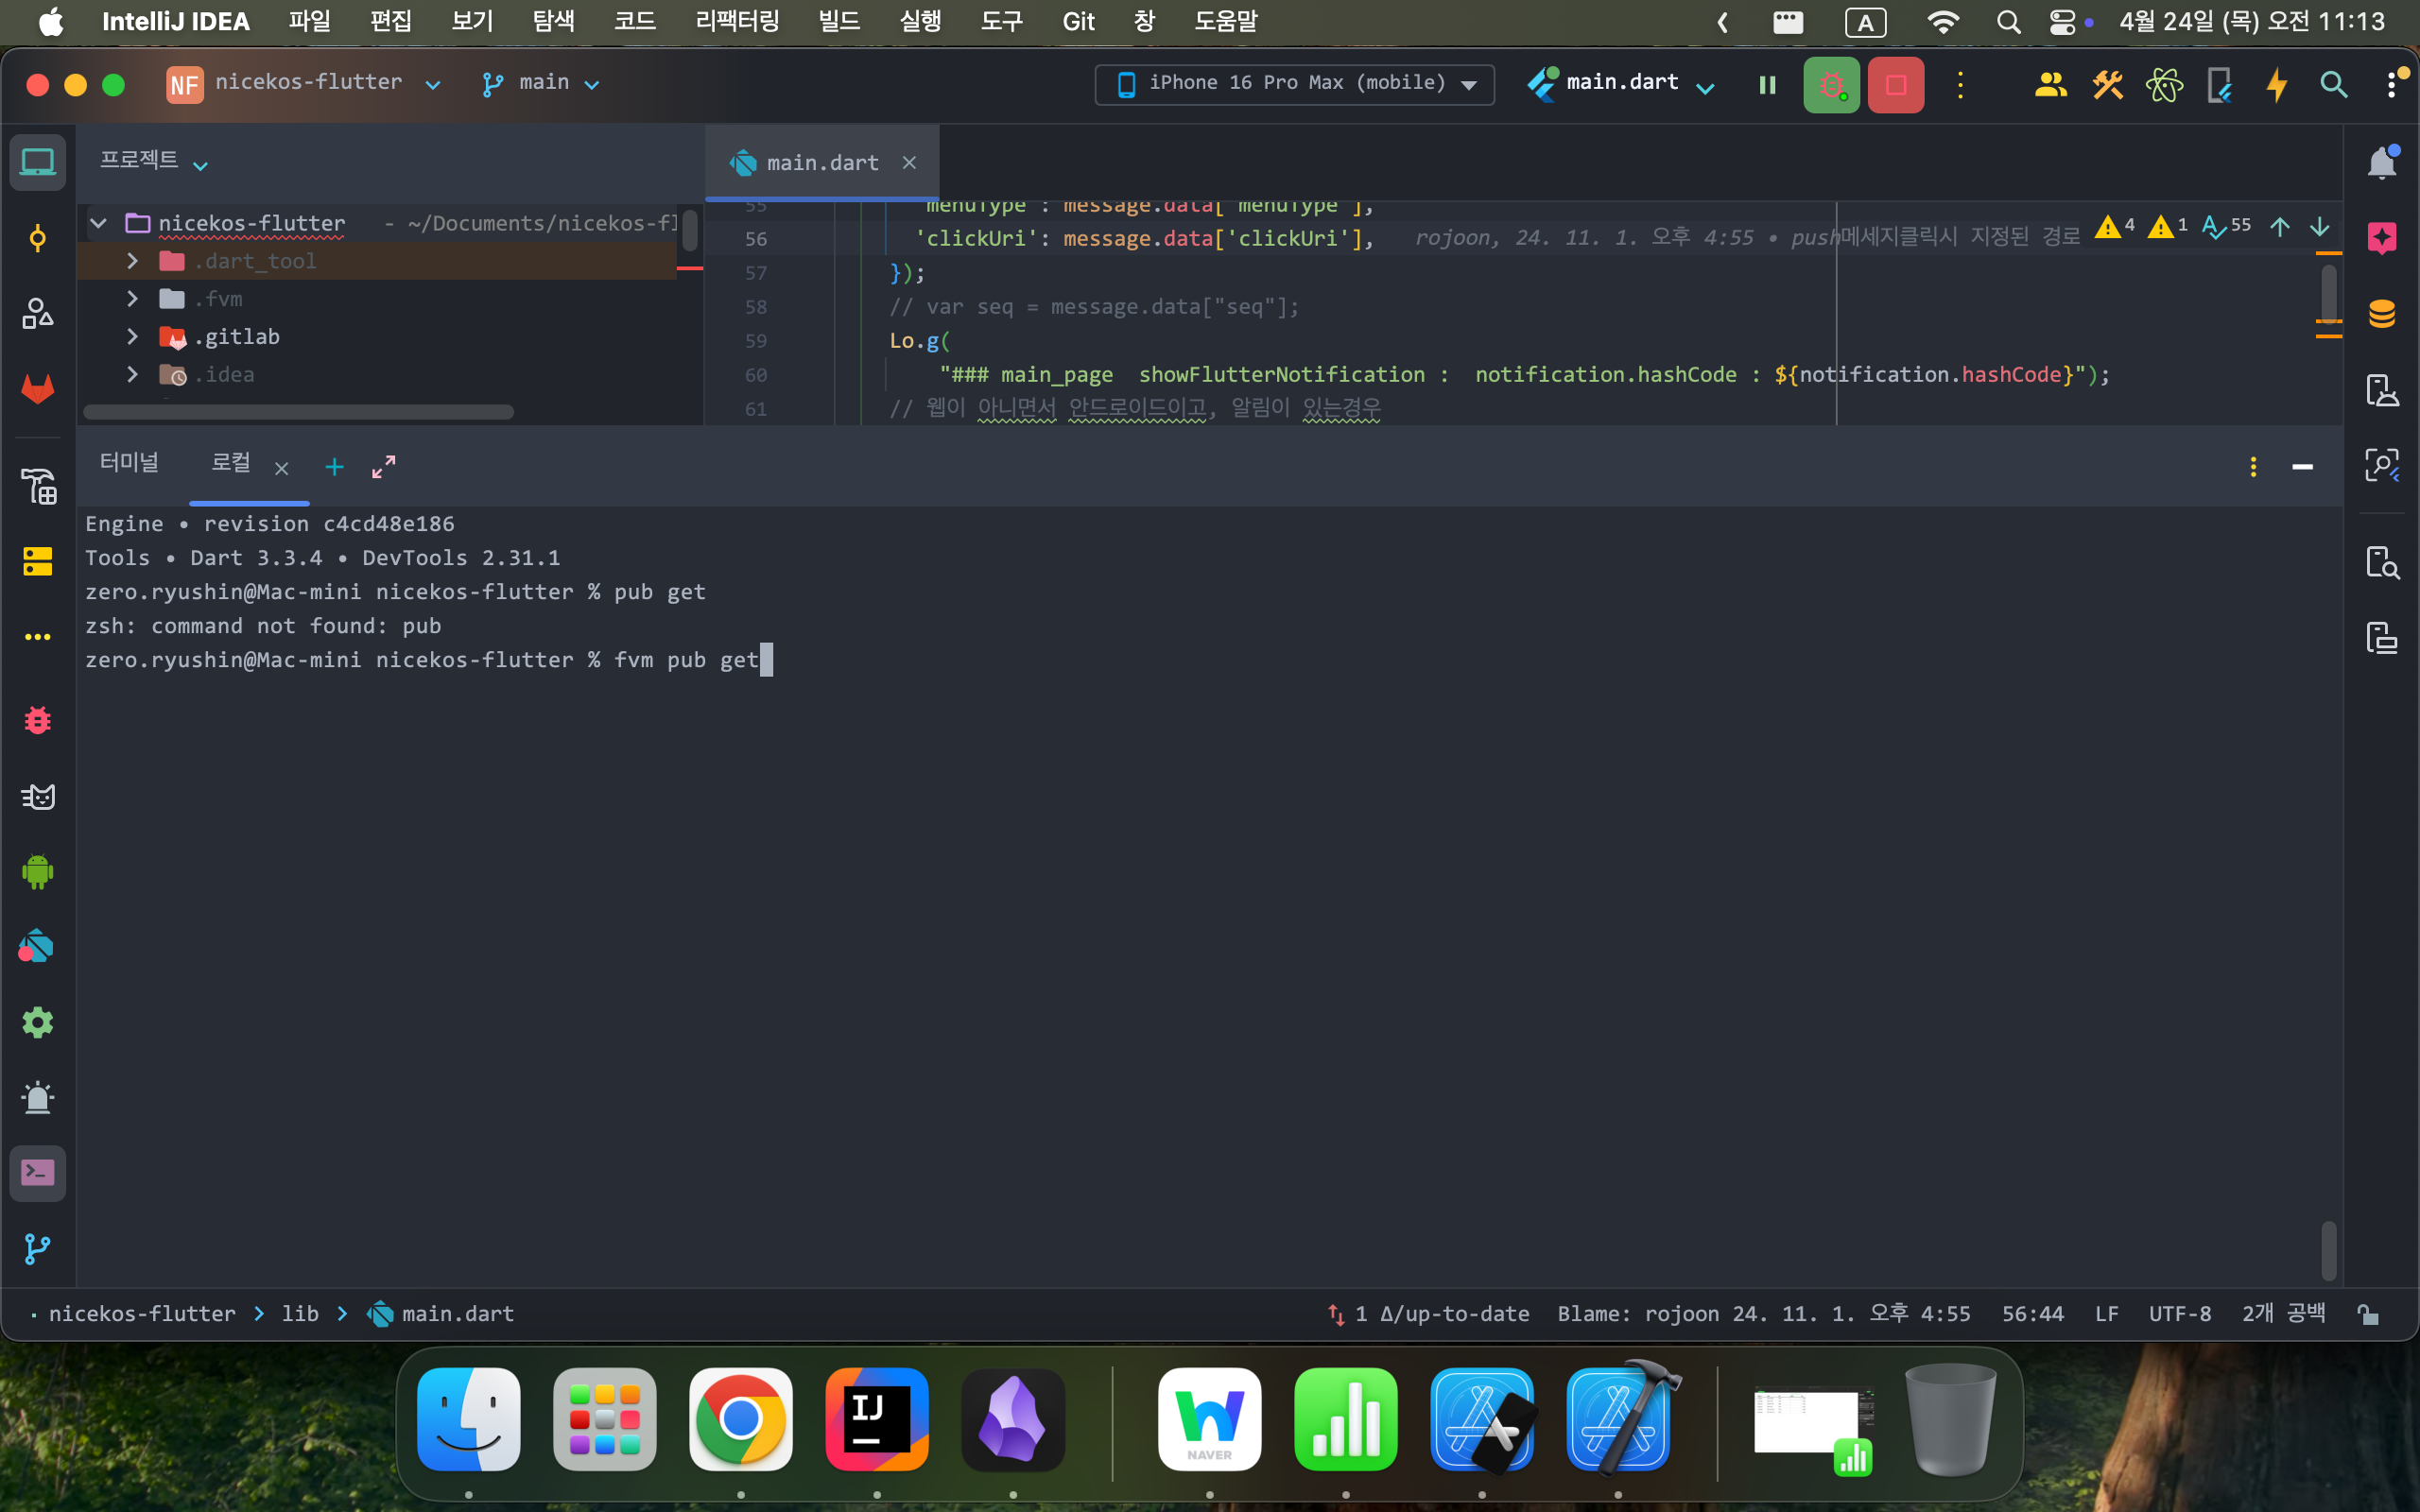 IntelliJ IDEA 파일 편집 보기 탐색 코드 리팩터링 빌드 실행 도구 Git 창 도움말 A 4월 24일 (목) 오전 11:13
NF nicekos-flutter main iPhone 16 Pro Max (mobile) main.dart
프로젝트
main.dart
nicekos-flutter - ~/Documents/nicekos-fl
.dart_tool
.fvm
.gitlab
.idea
55 'menuType': message.data['menuType'],
56 'clickUri': message.data['clickUri'], rojoon, 24. 11. 1. 오후 4:55 • push메세지클릭시 지정된 경로 4 1 55
57 });
58 // var seq = message.data["seq"];
59 Lo.g(
60 "### main_page  showFlutterNotification :  notification.hashCode : ${notification.hashCode}");
61 // 웹이 아니면서 안드로이드이고, 알림이 있는경우
터미널 로컬
Engine • revision c4cd48e186
Tools • Dart 3.3.4 • DevTools 2.31.1
zero.ryushin@Mac-mini nicekos-flutter % pub get
zsh: command not found: pub
zero.ryushin@Mac-mini nicekos-flutter % fvm pub get
nicekos-flutter lib main.dart 1 Δ/up-to-date Blame: rojoon 24. 11. 1. 오후 4:55 56:44 LF UTF-8 2개 공백
IJ
NAVER